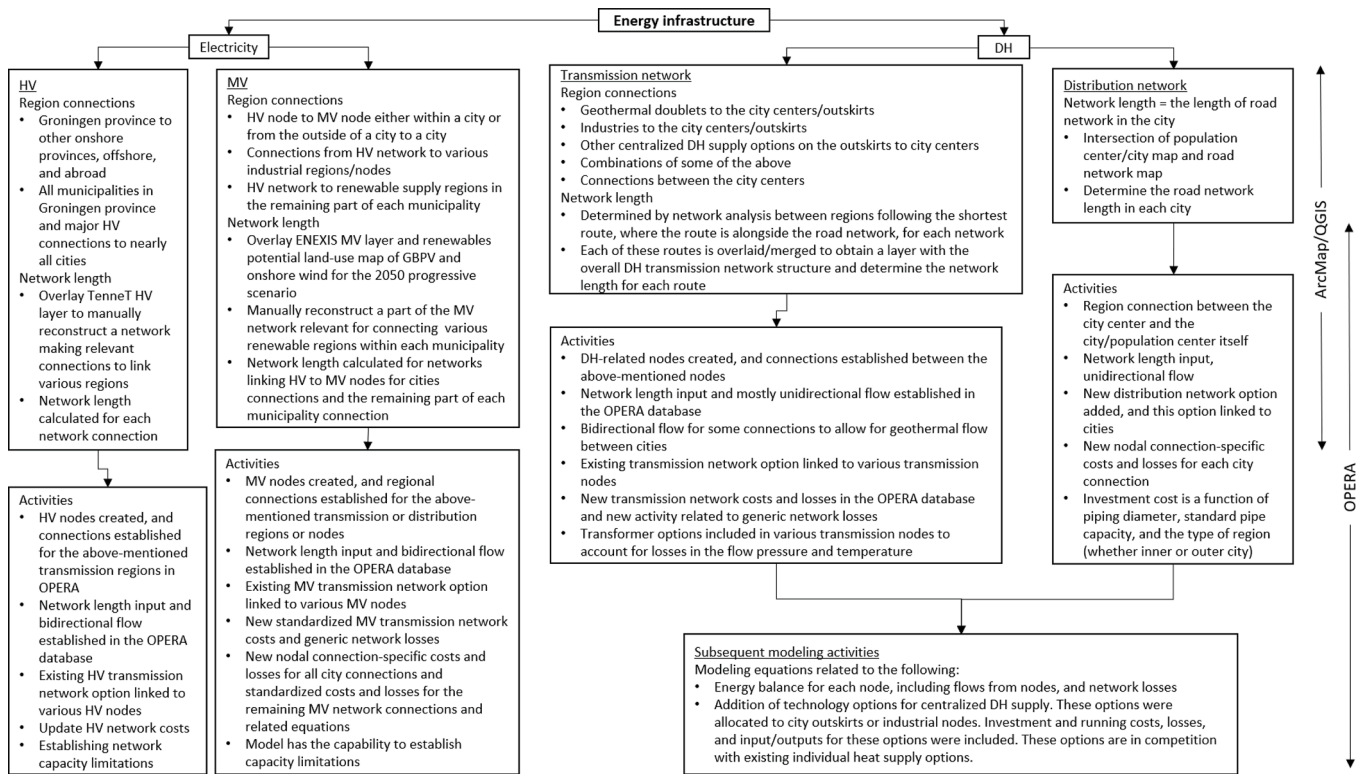 Energy infrastructure
Electricity
DH
HV
Region connections
• Groningen province to
other onshore
provinces, offshore,
and abroad
• All municipalities in
Groningen province
and major HV
connections to nearly
all cities
Network length
• Overlay TenneT HV
layer to manually
reconstruct a network
making relevant
connections to link
various regions
• Network length
calculated for each
network connection
MV
Region connections
• HV node to MV node either within a city or
from the outside of a city to a city
• Connections from HV network to various
industrial regions/nodes
• HV network to renewable supply regions in
the remaining part of each municipality
Network length
• Overlay ENEXIS MV layer and renewables
potential land-use map of GBPV and
onshore wind for the 2050 progressive
scenario
• Manually reconstruct a part of the MV
network relevant for connecting various
renewable regions within each municipality
• Network length calculated for networks
linking HV to MV nodes for cities
connections and the remaining part of each
municipality connection
Transmission network
Region connections
• Geothermal doublets to the city centers/outskirts
• Industries to the city centers/outskirts
• Other centralized DH supply options on the outskirts to city centers
• Combinations of some of the above
• Connections between the city centers
Network length
• Determined by network analysis between regions following the shortest
route, where the route is alongside the road network, for each network
• Each of these routes is overlaid/merged to obtain a layer with the
overall DH transmission network structure and determine the network
length for each route
Distribution network
Network length = the length of road
network in the city
• Intersection of population
center/city map and road
network map
• Determine the road network
length in each city
Activities
• HV nodes created, and
connections established
for the above-mentioned
transmission regions in
OPERA
• Network length input and
bidirectional flow
established in the OPERA
database
• Existing HV transmission
network option linked to
various HV nodes
• Update HV network costs
• Establishing network
capacity limitations
Activities
• MV nodes created, and regional
connections established for the above-
mentioned transmission or distribution
regions or nodes
• Network length input and bidirectional flow
established in the OPERA database
• Existing MV transmission network option
linked to various MV nodes
• New standardized MV transmission network
costs and generic network losses
• New nodal connection-specific costs and
losses for all city connections and
standardized costs and losses for the
remaining MV network connections and
related equations
• Model has the capability to establish
capacity limitations
Activities
• DH-related nodes created, and connections established between the
above-mentioned nodes
• Network length input and mostly unidirectional flow established in
the OPERA database
• Bidirectional flow for some connections to allow for geothermal flow
between cities
• Existing transmission network option linked to various transmission
nodes
• New transmission network costs and losses in the OPERA database
and new activity related to generic network losses
• Transformer options included in various transmission nodes to
account for losses in the flow pressure and temperature
Activities
• Region connection between the
city center and the
city/population center itself
• Network length input,
unidirectional flow
• New distribution network option
added, and this option linked to
cities
• New nodal connection-specific
costs and losses for each city
connection
• Investment cost is a function of
piping diameter, standard pipe
capacity, and the type of region
(whether inner or outer city)
Subsequent modeling activities
Modeling equations related to the following:
• Energy balance for each node, including flows from nodes, and network losses
• Addition of technology options for centralized DH supply. These options were
allocated to city outskirts or industrial nodes. Investment and running costs, losses,
and input/outputs for these options were included. These options are in competition
with existing individual heat supply options.
ArcMap/QGIS
OPERA